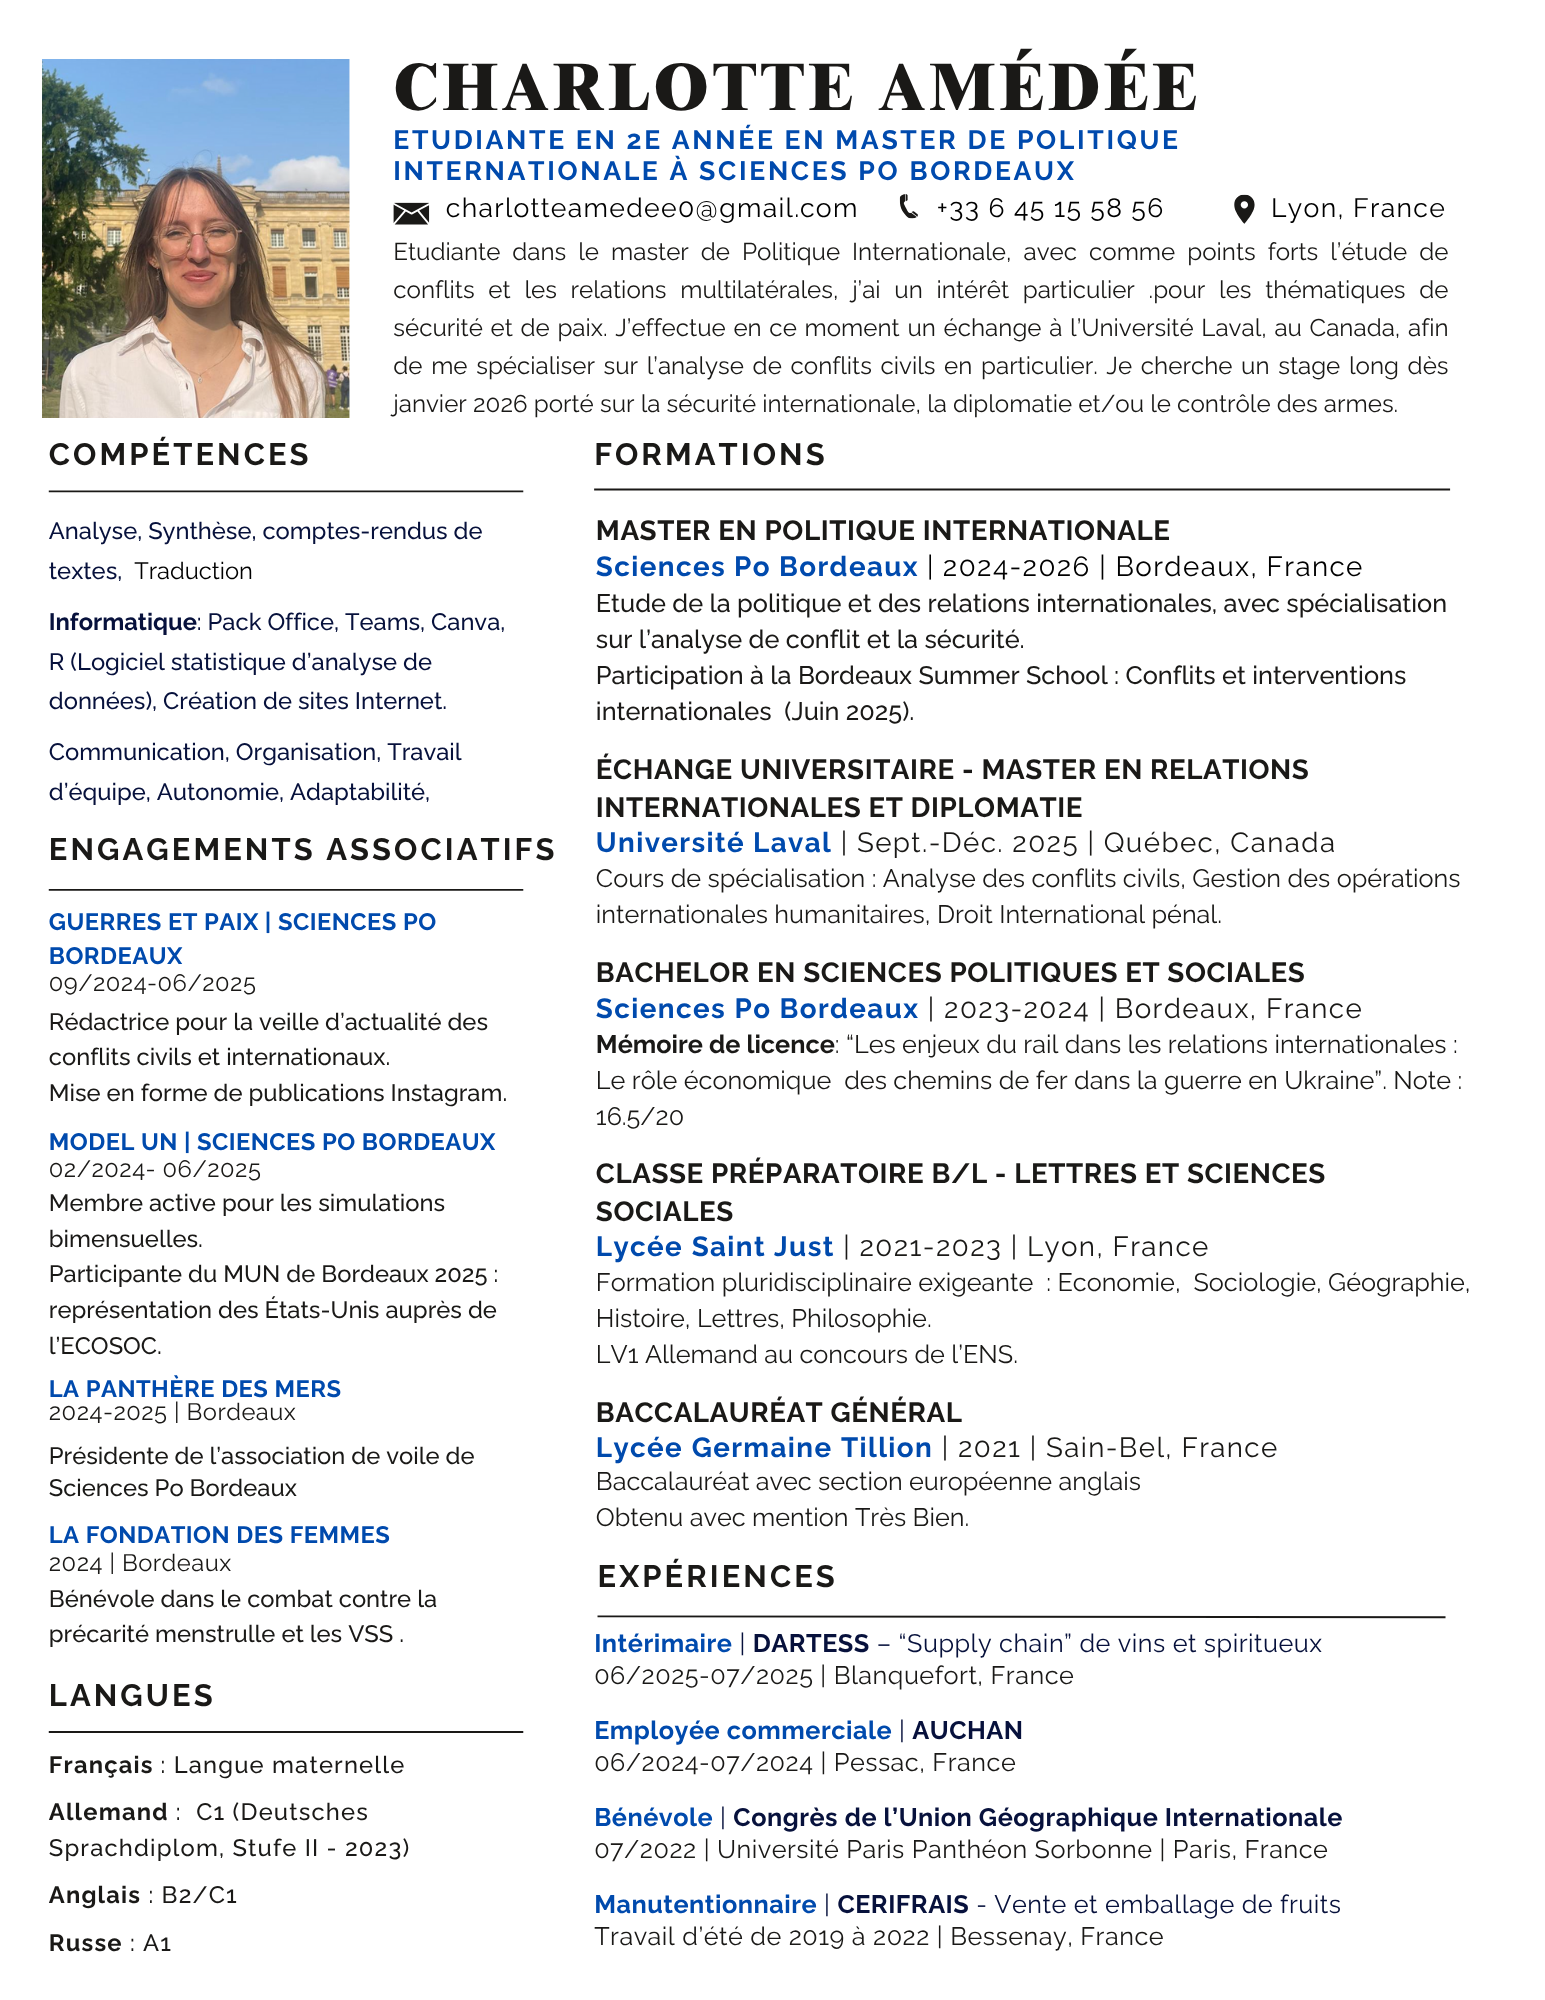 CHARLOTTE AMÉDÉE
ETUDIANTE EN 2E ANNÉE EN MASTER DE POLITIQUE
INTERNATIONALE À SCIENCES PO BORDEAUX
charlotteamedee0@gmail.com +33 6 45 15 58 56 Lyon, France
Etudiante dans le master de Politique Internationale, avec comme points forts l'étude de
conflits et les relations multilatérales, j'ai un intérêt particulier .pour les thématiques de
sécurité et de paix. J'effectue en ce moment un échange à l'Université Laval, au Canada, afin
de me spécialiser sur l'analyse de conflits civils en particulier. Je cherche un stage long dès
janvier 2026 porté sur la sécurité internationale, la diplomatie et/ou le contrôle des armes.
COMPÉTENCES
Analyse, Synthèse, comptes-rendus de
textes, Traduction
Informatique: Pack Office, Teams, Canva,
R (Logiciel statistique d'analyse de
données), Création de sites Internet.
Communication, Organisation, Travail
d'équipe, Autonomie, Adaptabilité,
ENGAGEMENTS ASSOCIATIFS
GUERRES ET PAIX | SCIENCES PO
BORDEAUX
09/2024-06/2025
Rédactrice pour la veille d'actualité des
conflits civils et internationaux.
Mise en forme de publications Instagram.
MODEL UN | SCIENCES PO BORDEAUX
02/2024- 06/2025
Membre active pour les simulations
bimensuelles.
Participante du MUN de Bordeaux 2025 :
représentation des États-Unis auprès de
l'ECOSOC.
LA PANTHÈRE DES MERS
2024-2025 | Bordeaux
Présidente de l'association de voile de
Sciences Po Bordeaux
LA FONDATION DES FEMMES
2024 | Bordeaux
Bénévole dans le combat contre la
précarité menstrulle et les VSS .
LANGUES
Français : Langue maternelle
Allemand : C1 (Deutsches
Sprachdiplom, Stufe II - 2023)
Anglais : B2/C1
Russe : A1
FORMATIONS
MASTER EN POLITIQUE INTERNATIONALE
Sciences Po Bordeaux | 2024-2026 | Bordeaux, France
Etude de la politique et des relations internationales, avec spécialisation
sur l'analyse de conflit et la sécurité.
Participation à la Bordeaux Summer School : Conflits et interventions
internationales (Juin 2025).
ÉCHANGE UNIVERSITAIRE - MASTER EN RELATIONS
INTERNATIONALES ET DIPLOMATIE
Université Laval | Sept.-Déc. 2025 | Québec, Canada
Cours de spécialisation : Analyse des conflits civils, Gestion des opérations
internationales humanitaires, Droit International pénal.
BACHELOR EN SCIENCES POLITIQUES ET SOCIALES
Sciences Po Bordeaux | 2023-2024 | Bordeaux, France
Mémoire de licence: “Les enjeux du rail dans les relations internationales :
Le rôle économique des chemins de fer dans la guerre en Ukraine”. Note :
16.5/20
CLASSE PRÉPARATOIRE B/L - LETTRES ET SCIENCES
SOCIALES
Lycée Saint Just | 2021-2023 | Lyon, France
Formation pluridisciplinaire exigeante : Economie, Sociologie, Géographie,
Histoire, Lettres, Philosophie.
LV1 Allemand au concours de l'ENS.
BACCALAURÉAT GÉNÉRAL
Lycée Germaine Tillion | 2021 | Sain-Bel, France
Baccalauréat avec section européenne anglais
Obtenu avec mention Très Bien.
EXPÉRIENCES
Intérimaire | DARTESS – “Supply chain” de vins et spiritueux
06/2025-07/2025 | Blanquefort, France
Employée commerciale | AUCHAN
06/2024-07/2024 | Pessac, France
Bénévole | Congrès de l'Union Géographique Internationale
07/2022 | Université Paris Panthéon Sorbonne | Paris, France
Manutentionnaire | CERIFRAIS - Vente et emballage de fruits
Travail d'été de 2019 à 2022 | Bessenay, France